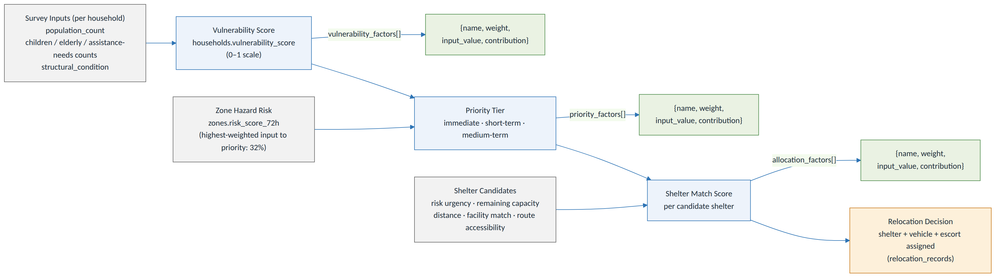 Survey Inputs (per household)
population_count
children / elderly / assistance-
needs counts
structural_condition
Vulnerability Score
households.vulnerability_score
(0–1 scale)
vulnerability_factors[]
{name, weight,
input_value, contribution}
Zone Hazard Risk
zones.risk_score_72h
(highest-weighted input to
priority: 32%)
Priority Tier
immediate · short-term ·
medium-term
priority_factors[]
{name, weight,
input_value, contribution}
Shelter Candidates
risk urgency · remaining capacity
distance · facility match · route
accessibility
Shelter Match Score
per candidate shelter
allocation_factors[]
{name, weight,
input_value, contribution}
Relocation Decision
shelter + vehicle + escort
assigned
(relocation_records)